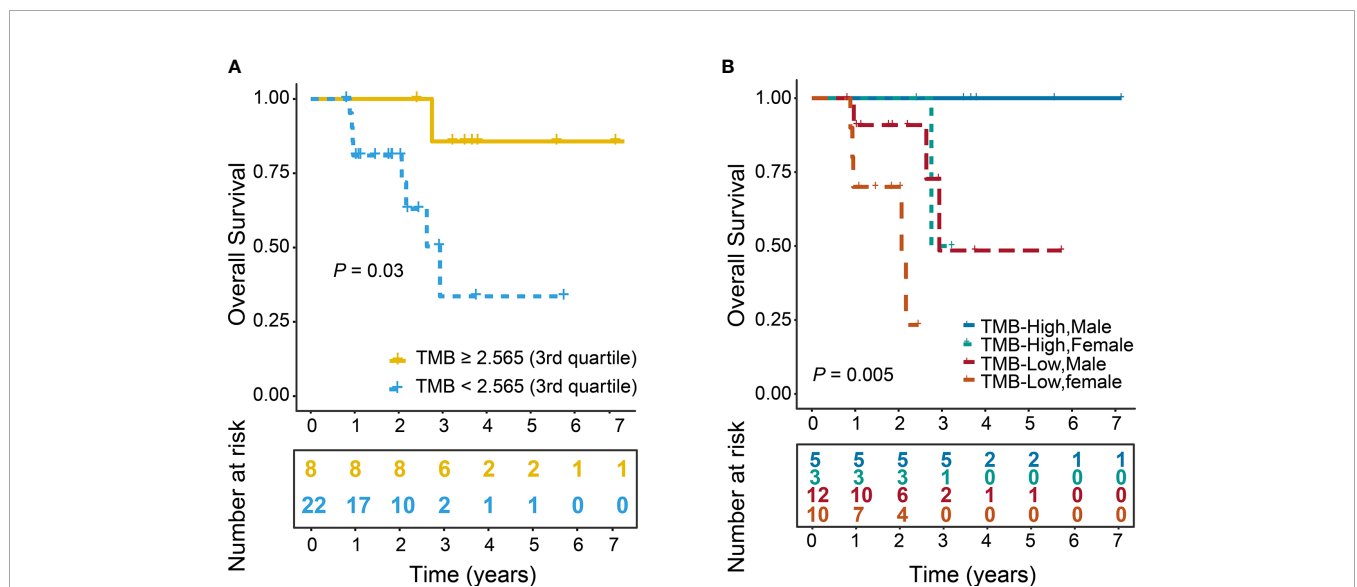 A
1.00
0.75
0.50
0.25
0.00
Overall Survival
P = 0.03
TMB ≥ 2.565 (3rd quartile)
TMB < 2.565 (3rd quartile)
0 1 2 3 4 5 6 7
Number at risk
8 8 8 6 2 2 1 1
22 17 10 2 1 1 0 0
0 1 2 3 4 5 6 7
Time (years)
B
1.00
0.75
0.50
0.25
0.00
Overall Survival
TMB-High,Male
TMB-High,Female
TMB-Low,Male
TMB-Low,female
P = 0.005
0 1 2 3 4 5 6 7
Number at risk
5 5 5 5 2 2 1 1
3 3 3 1 0 0 0 0
12 10 6 2 1 1 0 0
10 7 4 0 0 0 0 0
0 1 2 3 4 5 6 7
Time (years)